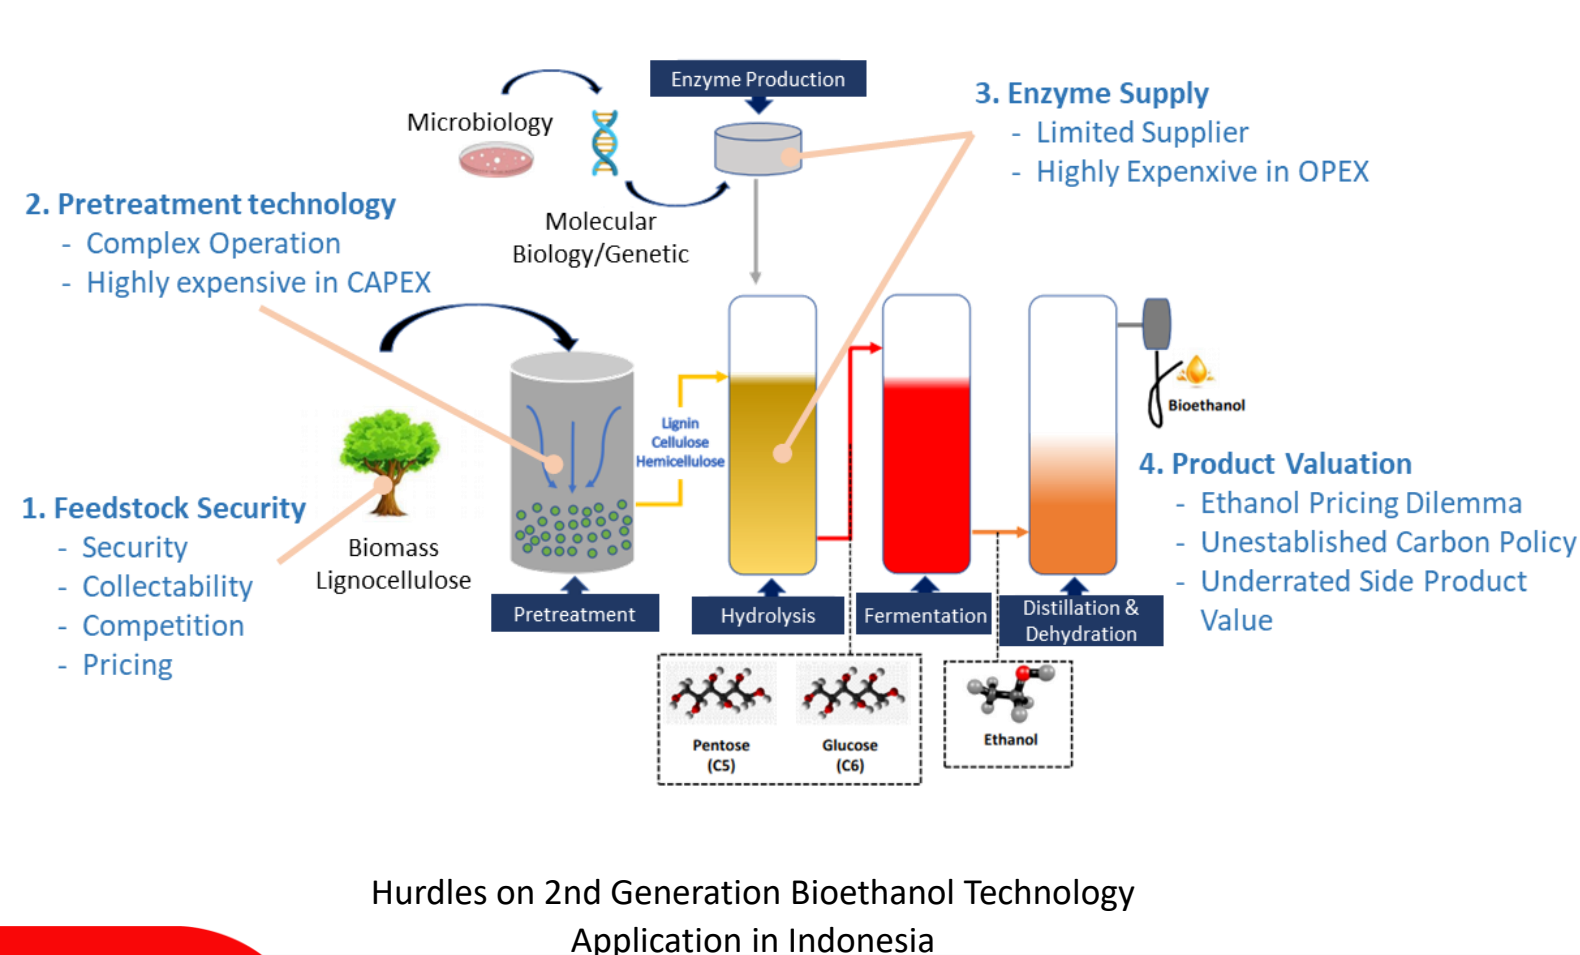 Enzyme Production
3. Enzyme Supply
- Limited Supplier
- Highly Expenxive in OPEX
Microbiology
Molecular
Biology/Genetic
2. Pretreatment technology
- Complex Operation
- Highly expensive in CAPEX
Lignin
Cellulose
Hemicellulose
Bioethanol
1. Feedstock Security
- Security
- Collectability
- Competition
- Pricing
Biomass
Lignocellulose
4. Product Valuation
- Ethanol Pricing Dilemma
- Unestablished Carbon Policy
- Underrated Side Product
Value
Pretreatment
Hydrolysis
Fermentation
Distillation &
Dehydration
Pentose
(C5)
Glucose
(C6)
Ethanol
Hurdles on 2nd Generation Bioethanol Technology
Application in Indonesia